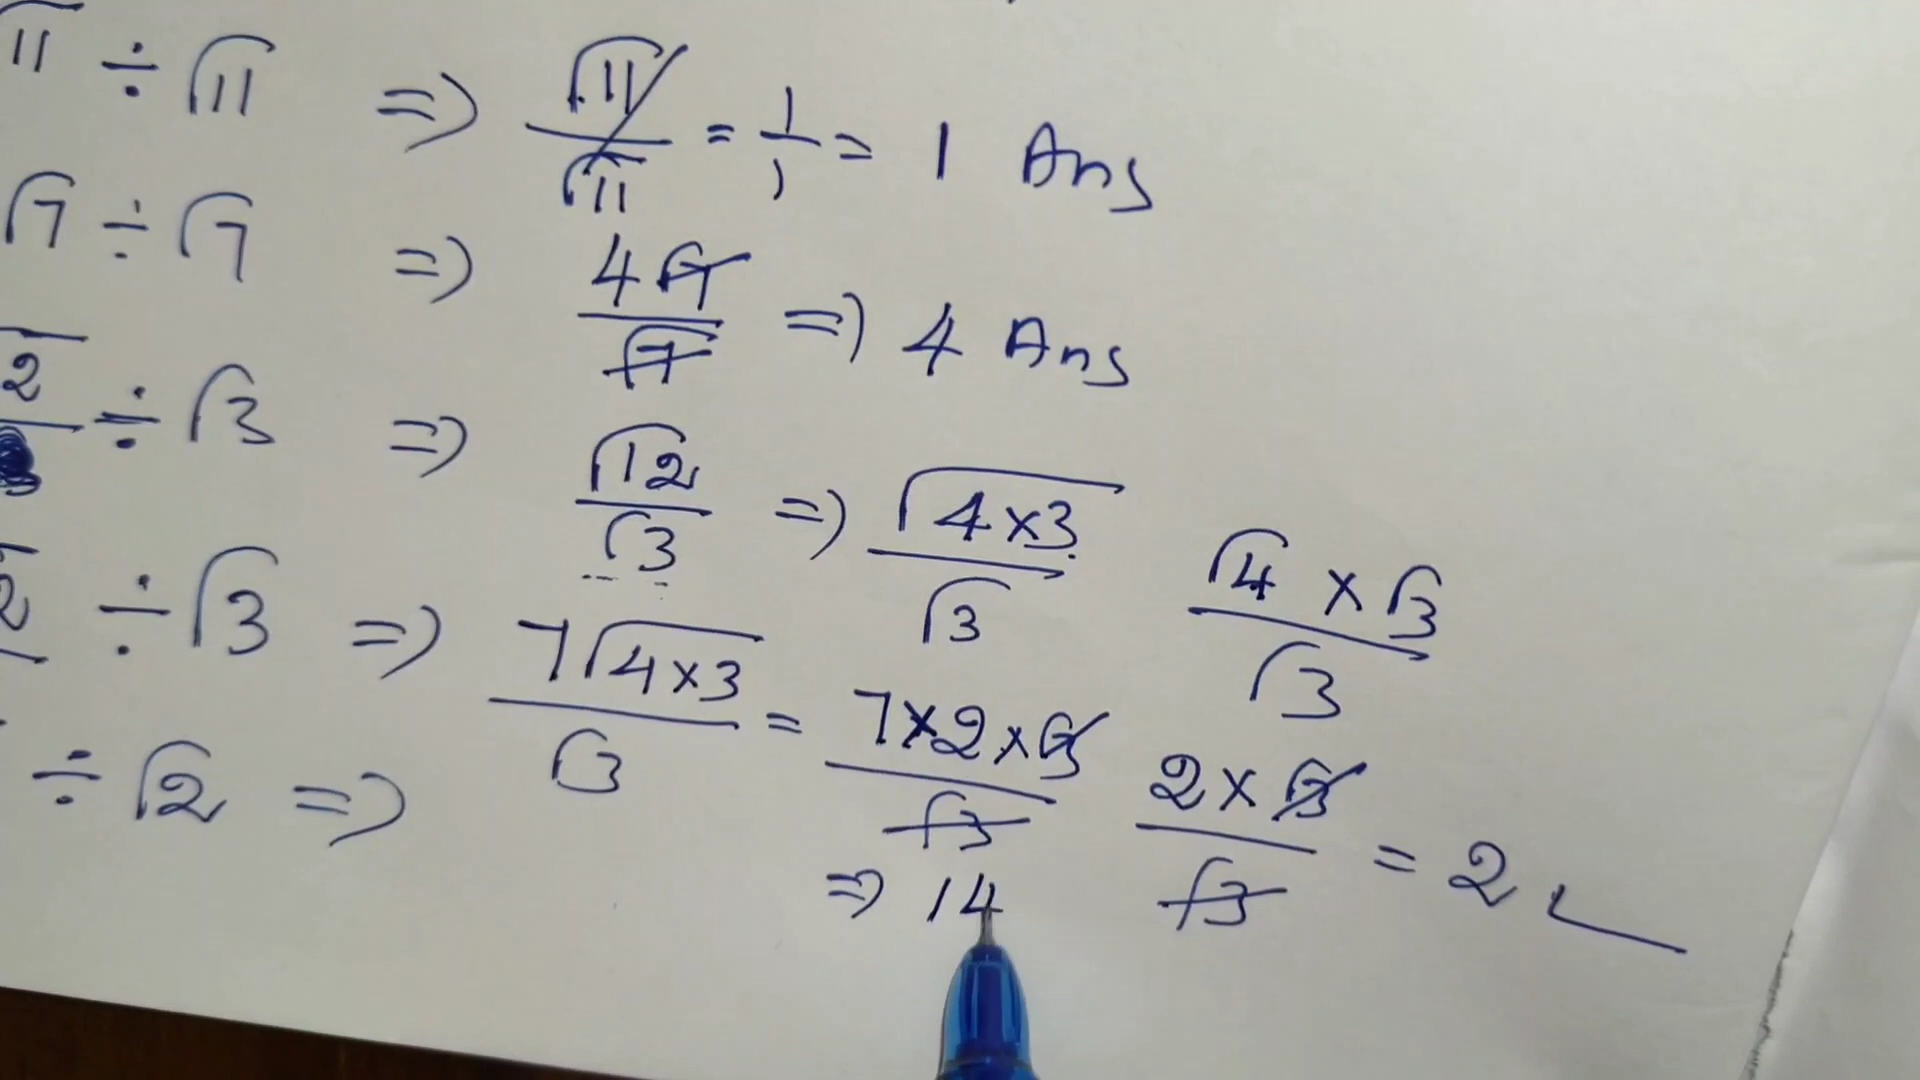 √11 ÷ √11 => √11/√11 = 1/1 = 1 Ans
√7 ÷ √7 => 4√7/√7 => 4 Ans
2 ÷ √3 => √12/√3 => √4×3/√3 √4 × √3/√3
2 ÷ √3 => 7√4×3/√3 = 7×2×√3/√3 2×√3/√3 = 2
÷ √2 => => 14